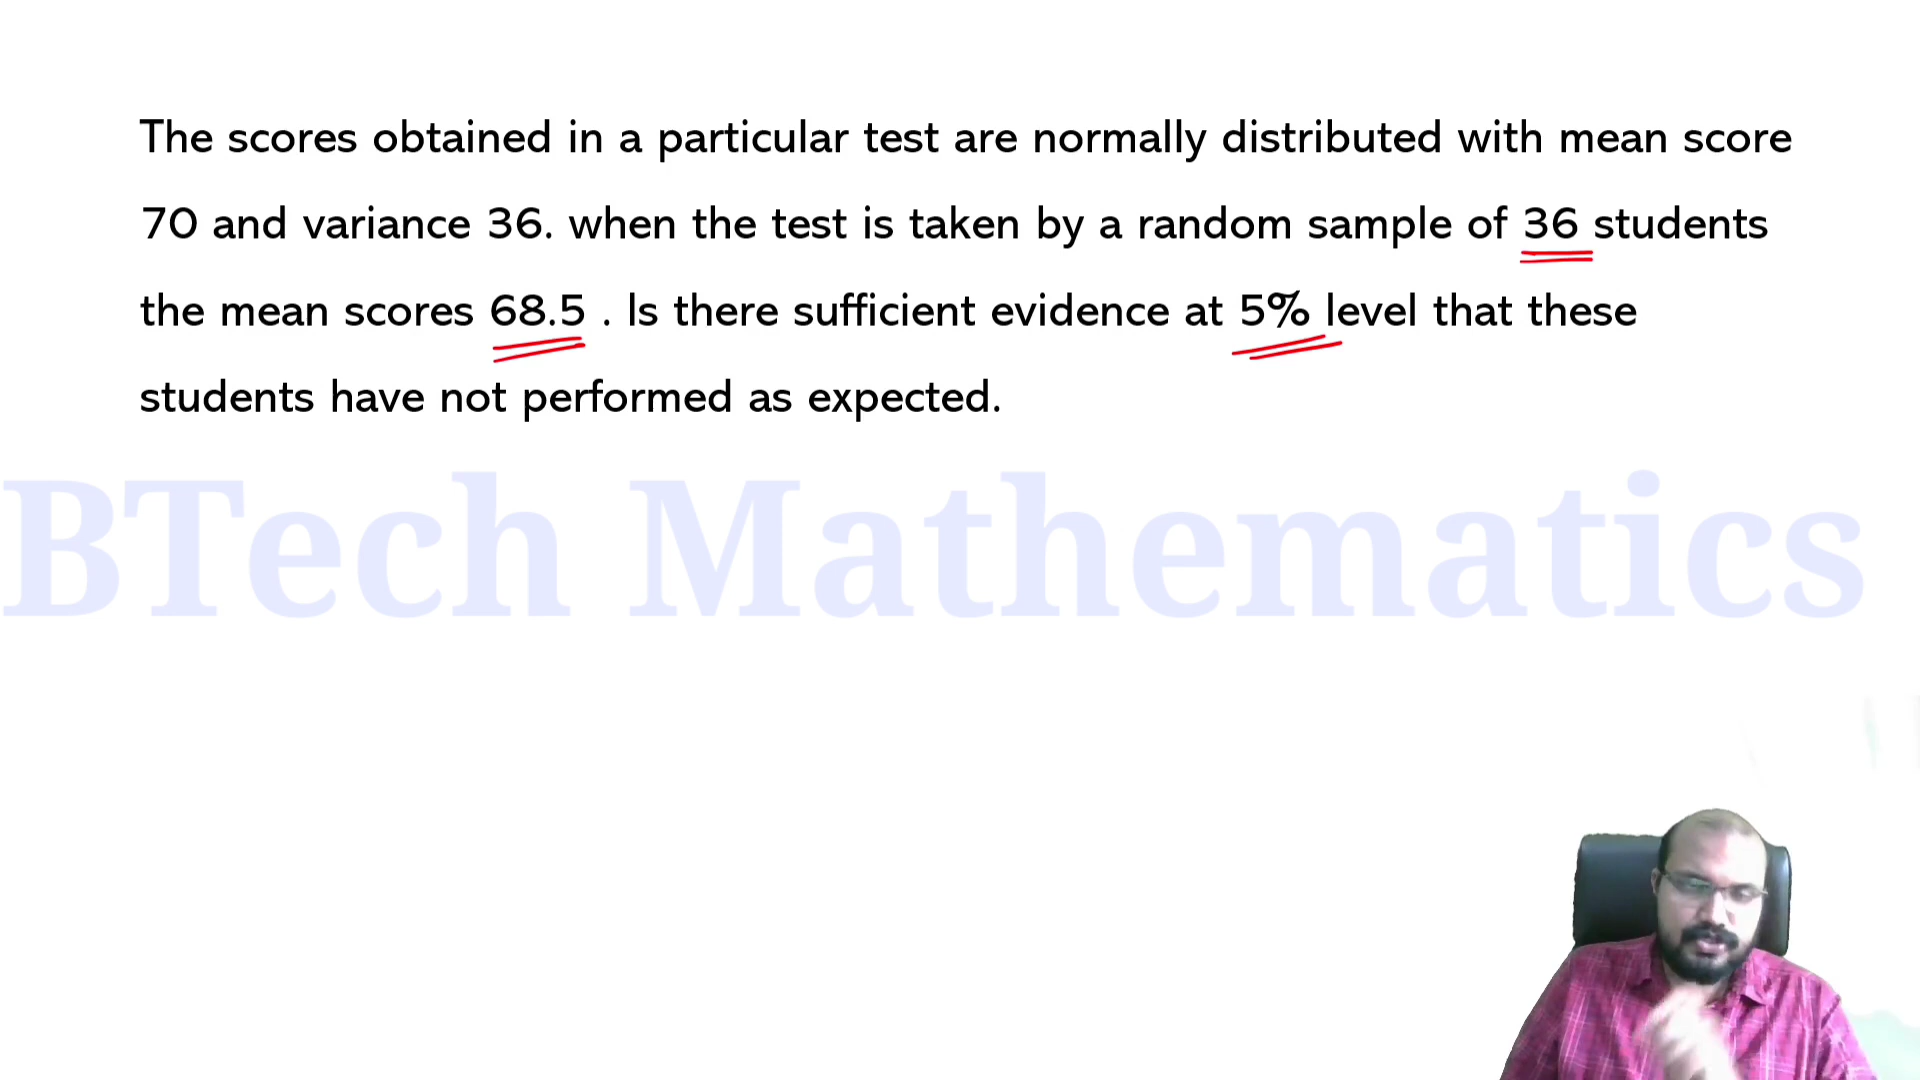 The scores obtained in a particular test are normally distributed with mean score
70 and variance 36. when the test is taken by a random sample of 36 students
the mean scores 68.5 . Is there sufficient evidence at 5% level that these
students have not performed as expected.
BTech Mathematics